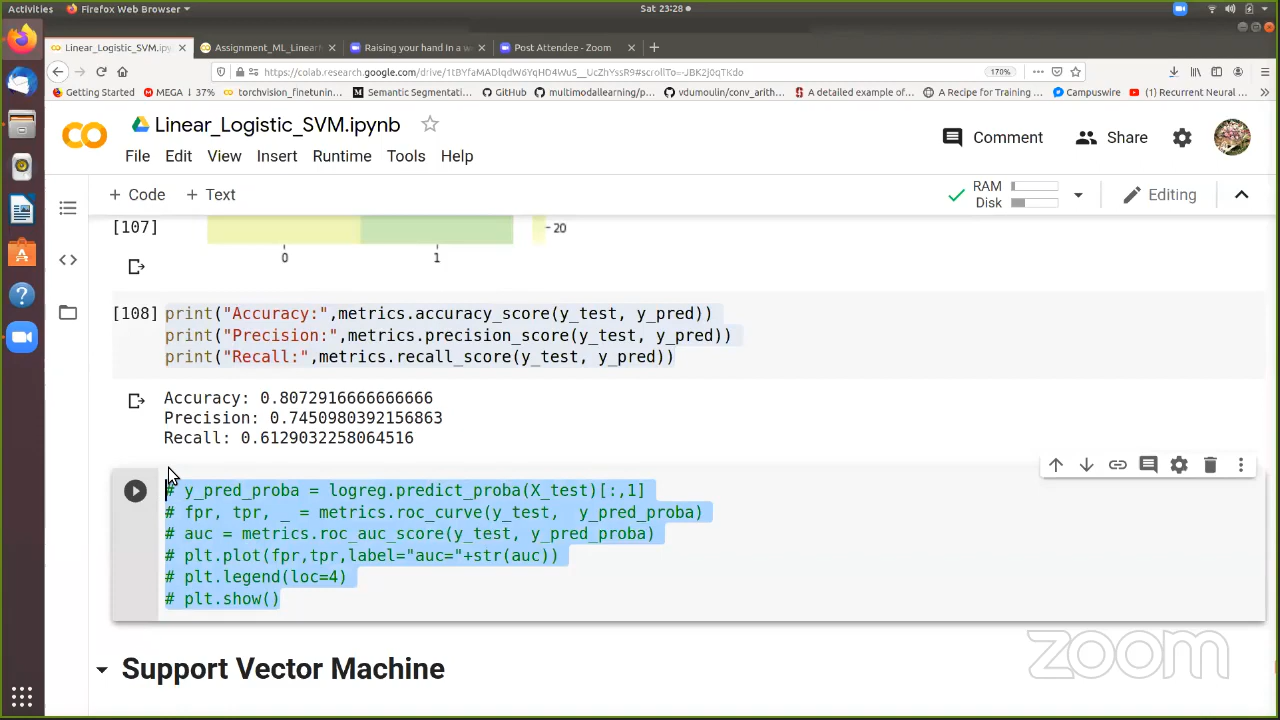 Activities Firefox Web Browser Sat 23:28
Linear_Logistic_SVM.ipyn Assignment_ML_Linear Raising your hand In a w Post Attendee - Zoom
https://colab.research.google.com/drive/1tBYfaMADlqdW6YqHD4WuS__UcZhYssR9#scrollTo=-JBK2j0qTKdo 170%
Getting Started MEGA ↓ 37% torchvision_finetunin... Semantic Segmentati... GitHub multimodallearning/p... vdumoulin/conv_arith... A detailed example of... A Recipe for Training ... Campuswire (1) Recurrent Neural ...
Linear_Logistic_SVM.ipynb
Comment Share
File Edit View Insert Runtime Tools Help
+ Code + Text RAM Disk Editing
[107] 20
0 1
[108] print("Accuracy:",metrics.accuracy_score(y_test, y_pred))
print("Precision:",metrics.precision_score(y_test, y_pred))
print("Recall:",metrics.recall_score(y_test, y_pred))
Accuracy: 0.8072916666666666
Precision: 0.7450980392156863
Recall: 0.6129032258064516
# y_pred_proba = logreg.predict_proba(X_test)[:,1]
# fpr, tpr, _ = metrics.roc_curve(y_test,  y_pred_proba)
# auc = metrics.roc_auc_score(y_test, y_pred_proba)
# plt.plot(fpr,tpr,label="auc="+str(auc))
# plt.legend(loc=4)
# plt.show()
Support Vector Machine
zoom